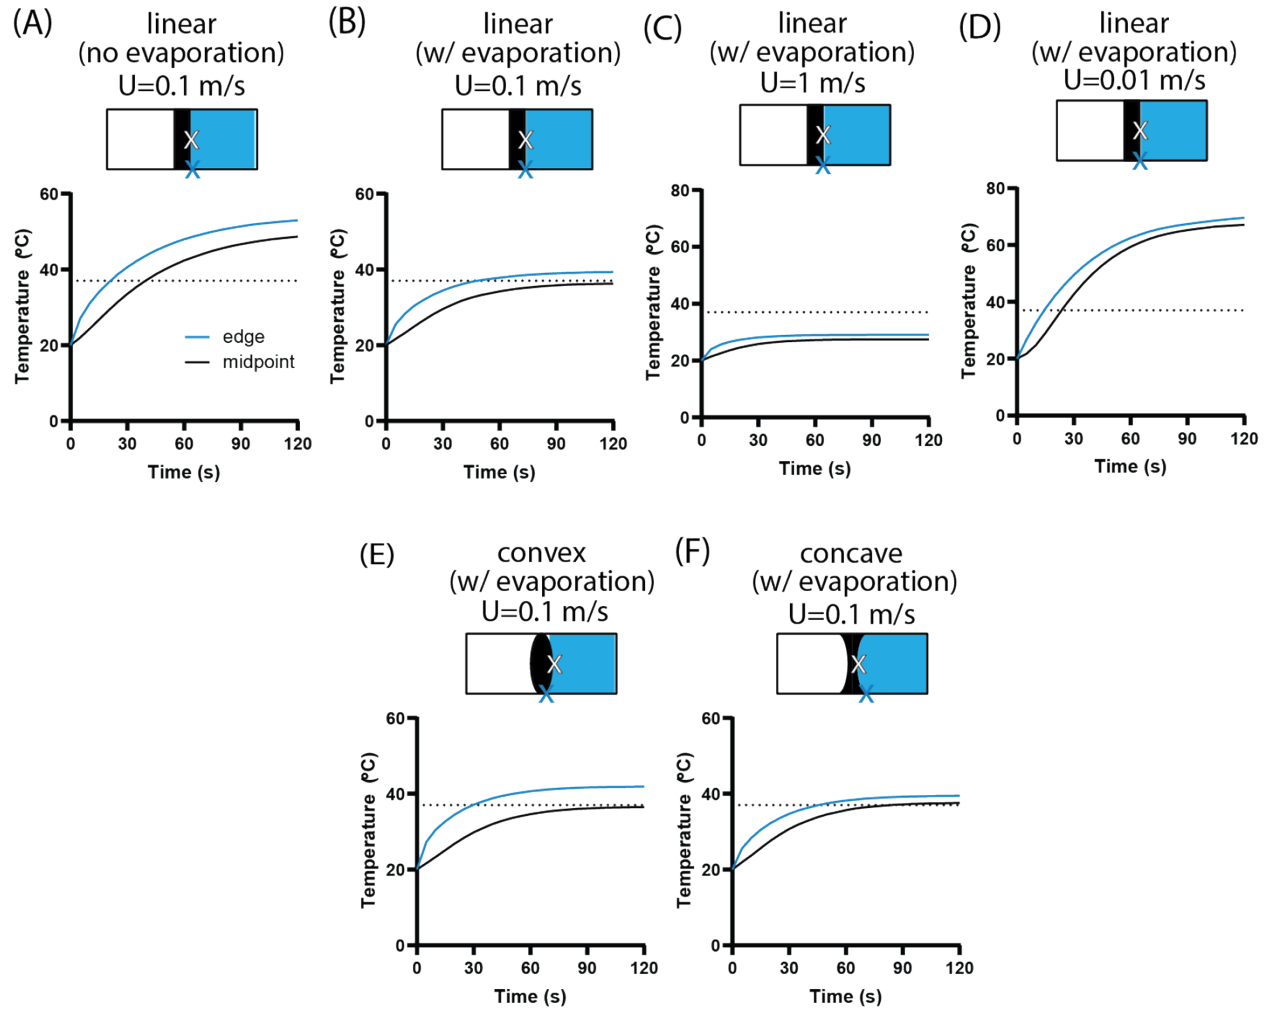 (A)
linear
(no evaporation)
U=0.1 m/s
X
X
60
40
20
0
Temperature (ºC)
edge
midpoint
0 30 60 90 120
Time (s)
(B)
linear
(w/ evaporation)
U=0.1 m/s
X
X
60
40
20
0
Temperature (ºC)
0 30 60 90 120
Time (s)
(C)
linear
(w/ evaporation)
U=1 m/s
X
X
80
60
40
20
0
Temperature (ºC)
0 30 60 90 120
Time (s)
(D)
linear
(w/ evaporation)
U=0.01 m/s
X
X
80
60
40
20
0
Temperature (ºC)
0 30 60 90 120
Time (s)
(E)
convex
(w/ evaporation)
U=0.1 m/s
X
X
60
40
20
0
Temperature (ºC)
0 30 60 90 120
Time (s)
(F)
concave
(w/ evaporation)
U=0.1 m/s
X
X
60
40
20
0
Temperature (ºC)
0 30 60 90 120
Time (s)